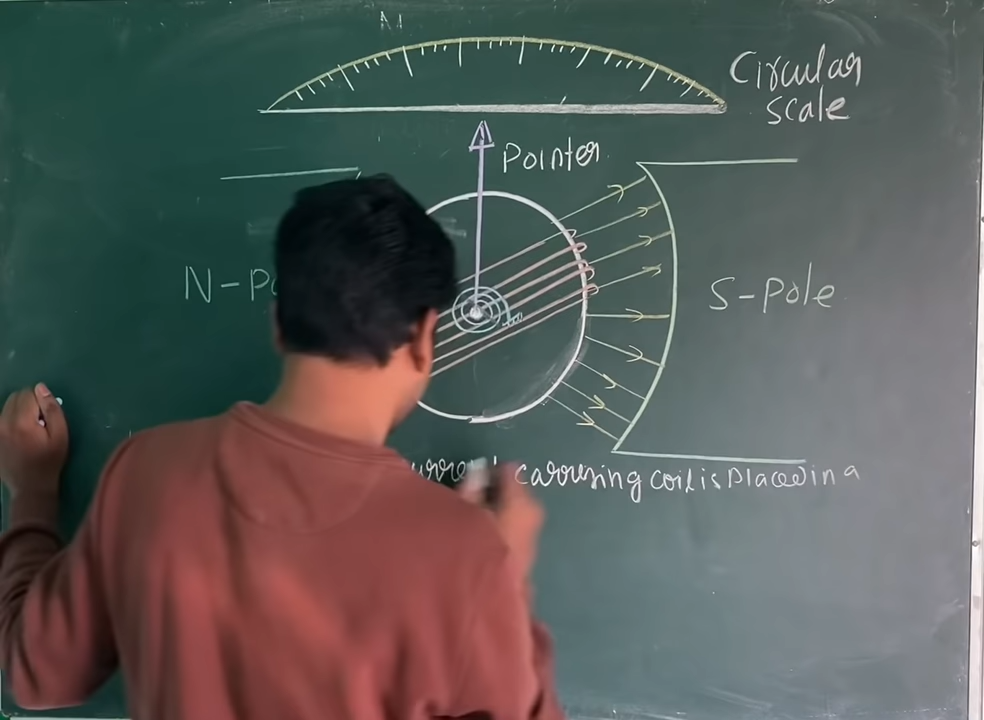 Circular
scale
Pointer
N-Po
S-Pole
carrying coil is placed in a